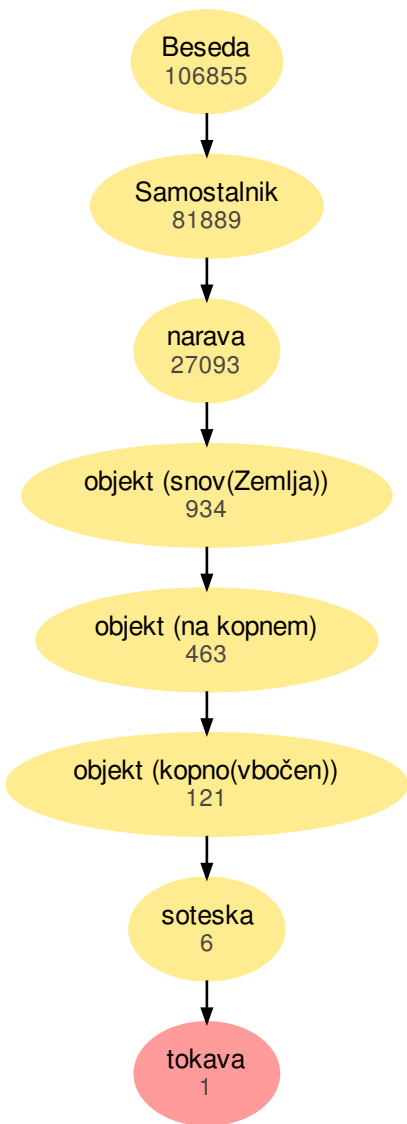 Beseda
106855
Samostalnik
81889
narava
27093
objekt (snov(Zemlja))
934
objekt (na kopnem)
463
objekt (kopno(vbočen))
121
soteska
6
tokava
1